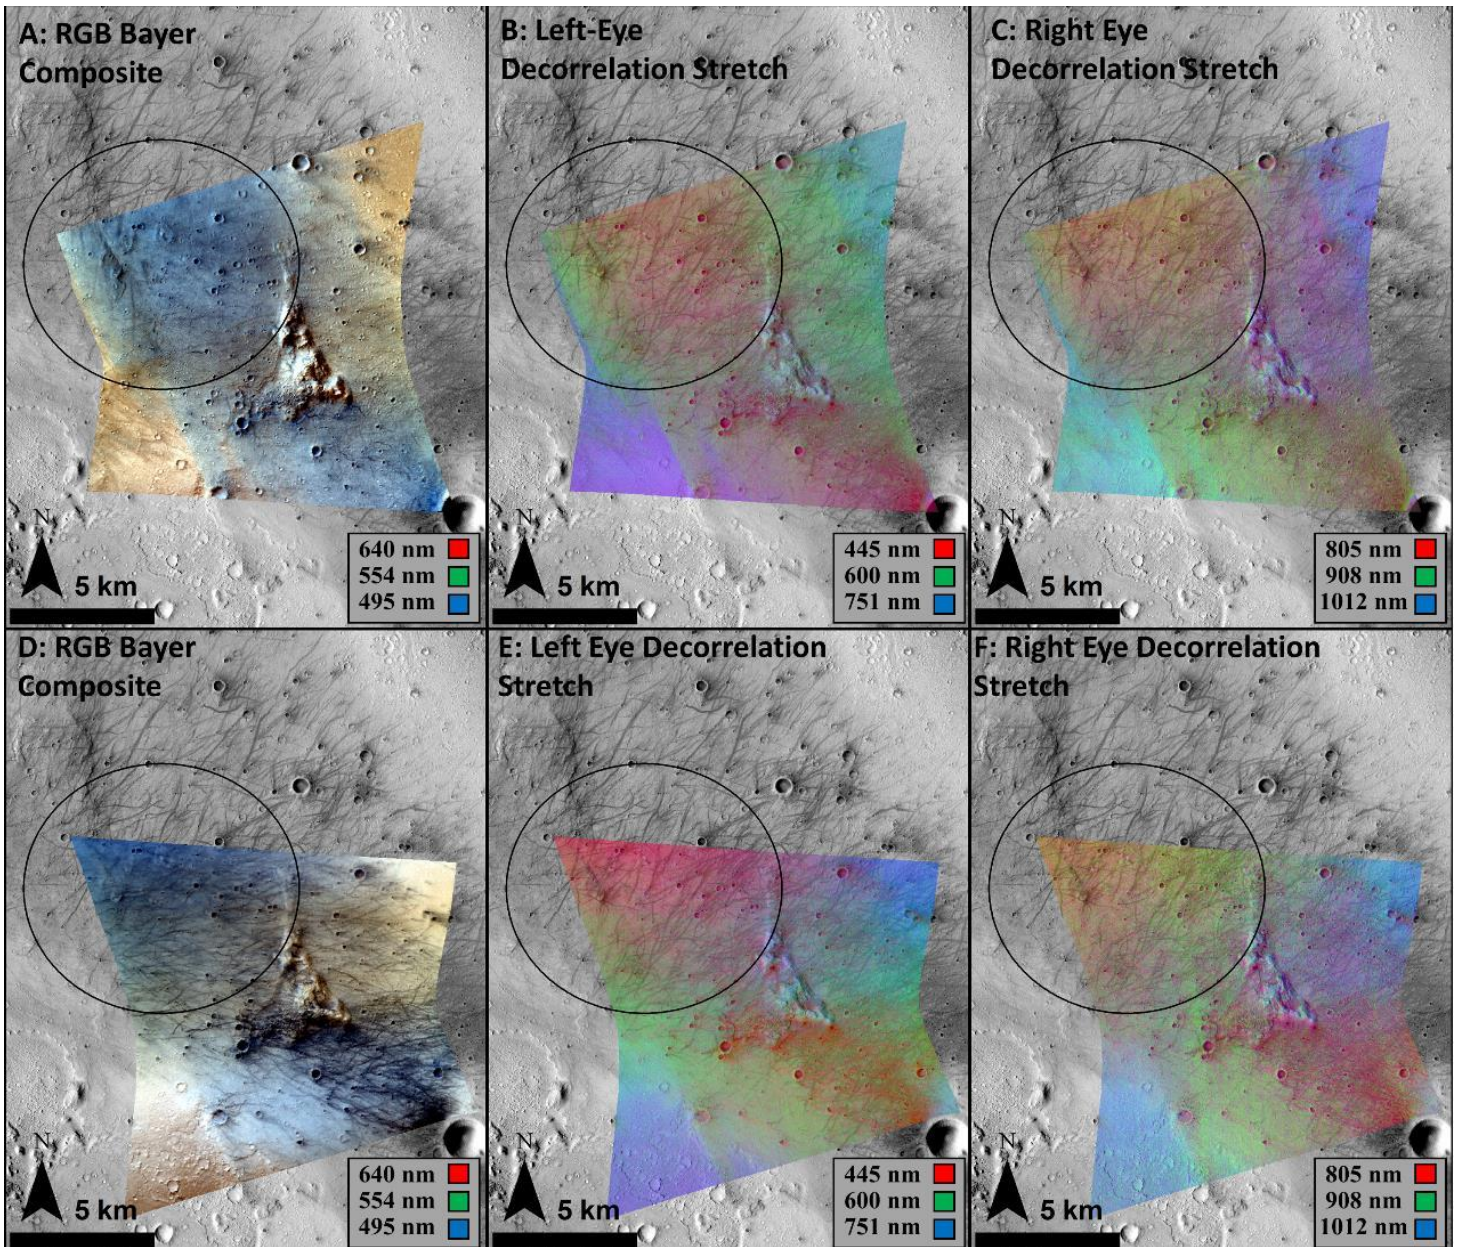 A: RGB Bayer
Composite
B: Left-Eye
Decorrelation Stretch
C: Right Eye
Decorrelation Stretch
N
5 km
640 nm
554 nm
495 nm
N
5 km
445 nm
600 nm
751 nm
N
5 km
805 nm
908 nm
1012 nm
D: RGB Bayer
Composite
E: Left Eye Decorrelation
Stretch
F: Right Eye Decorrelation
Stretch
N
5 km
640 nm
554 nm
495 nm
N
5 km
445 nm
600 nm
751 nm
N
5 km
805 nm
908 nm
1012 nm